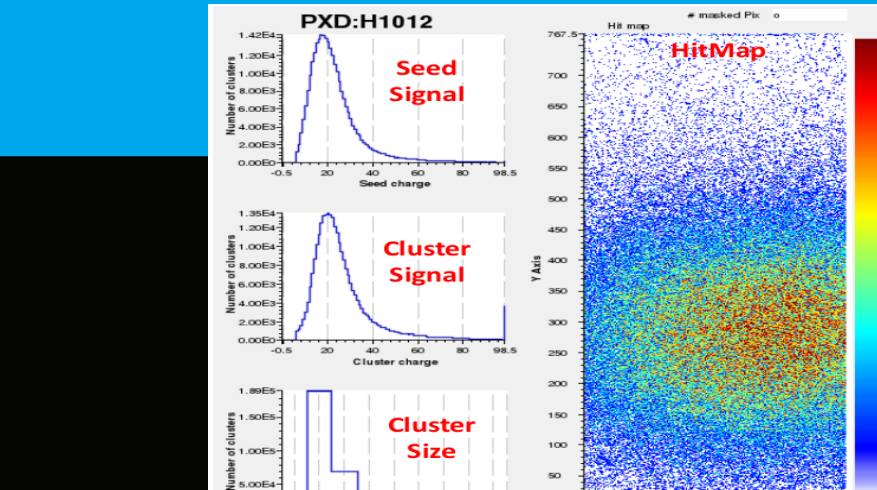 PXD:H1012
# masked Pix
0
Hit map
1.42E4
1.20E4
1.00E4
8.00E3
6.00E3
4.00E3
2.00E3
0.00E0
Number of clusters
Seed
Signal
-0.5 20 40 60 80 98.5
Seed charge
1.35E4
1.20E4
1.00E4
8.00E3
6.00E3
4.00E3
2.00E3
0.00E0
Number of clusters
Cluster
Signal
-0.5 20 40 60 80 98.5
Cluster charge
1.89E5
1.50E5
1.00E5
5.00E4
Number of clusters
Cluster
Size
HitMap
767.5
700
650
600
550
500
450
400
350
300
250
200
150
100
50
Y Axis